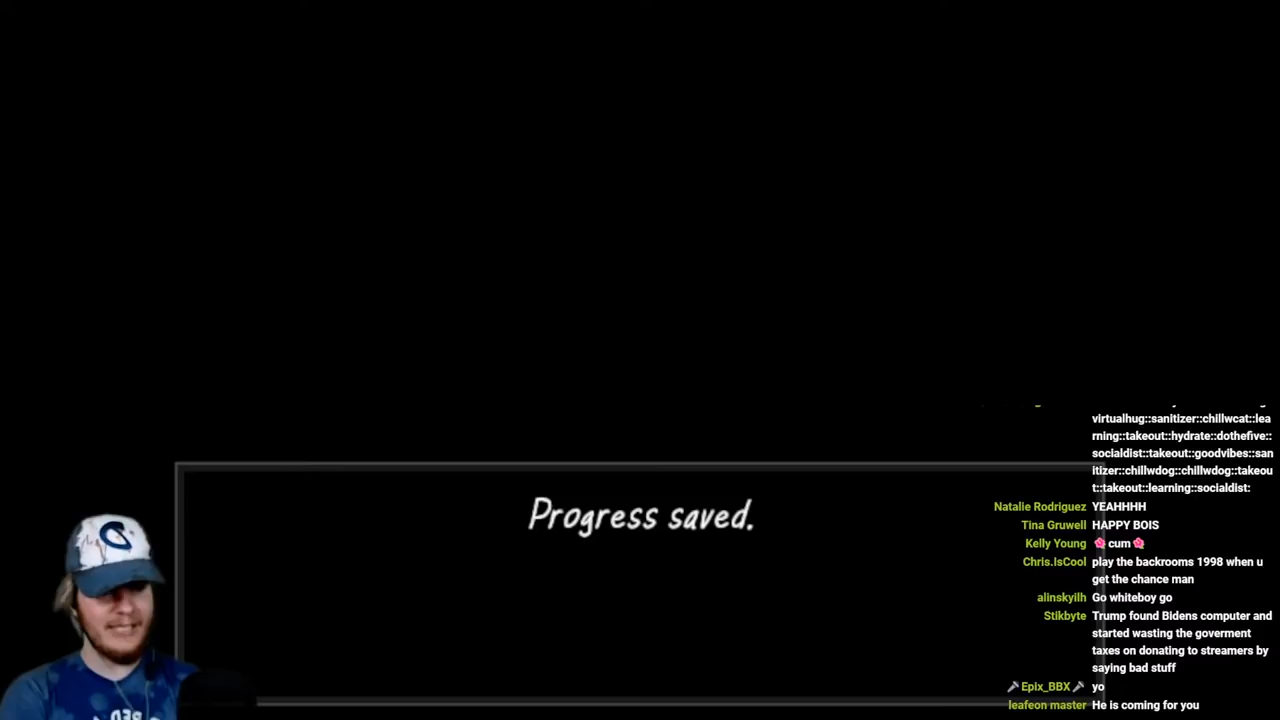 virtualhug::sanitizer::chillwcat::lea
rning::takeout::hydrate::dothefive::
socialdist::takeout::goodvibes::san
itizer::chillwdog::chillwdog::takeou
t::takeout::learning::socialdist:
Progress saved.
Natalie Rodriguez YEAHHHH
Tina Gruwell HAPPY BOIS
Kelly Young 🌺cum🌺
Chris.IsCool play the backrooms 1998 when u
get the chance man
alinskyilh Go whiteboy go
Stikbyte Trump found Bidens computer and
started wasting the goverment
taxes on donating to streamers by
saying bad stuff
Epix_BBX yo
leafeon master He is coming for you